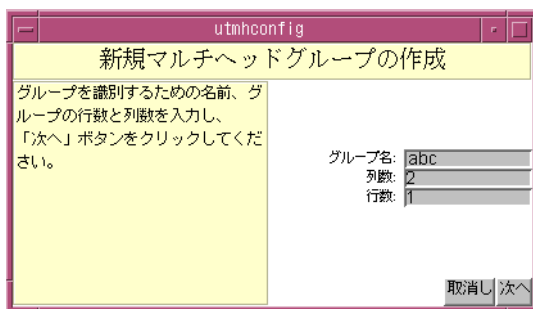 utmhconfig
新規マルチヘッドグループの作成
グループを識別するための名前、グ
ループの行数と列数を入力し、
「次へ」ボタンをクリックしてくだ
さい。
グループ名: abc
列数: 2
行数: 1
取消し 次へ